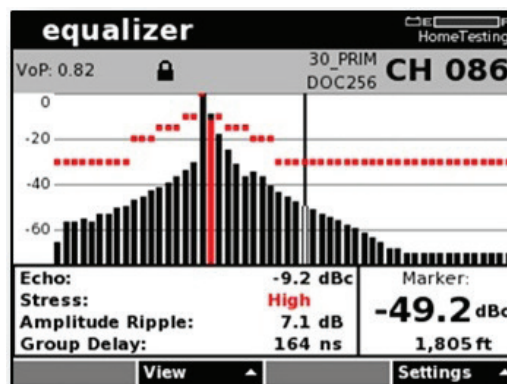 equalizer
E F
HomeTesting
VoP: 0.82
30_PRIM
DOC256
CH 086
0
-20
-40
-60
Echo: -9.2 dBc
Stress: High
Amplitude Ripple: 7.1 dB
Group Delay: 164 ns
Marker:
-49.2 dBc
1,805 ft
View
Settings